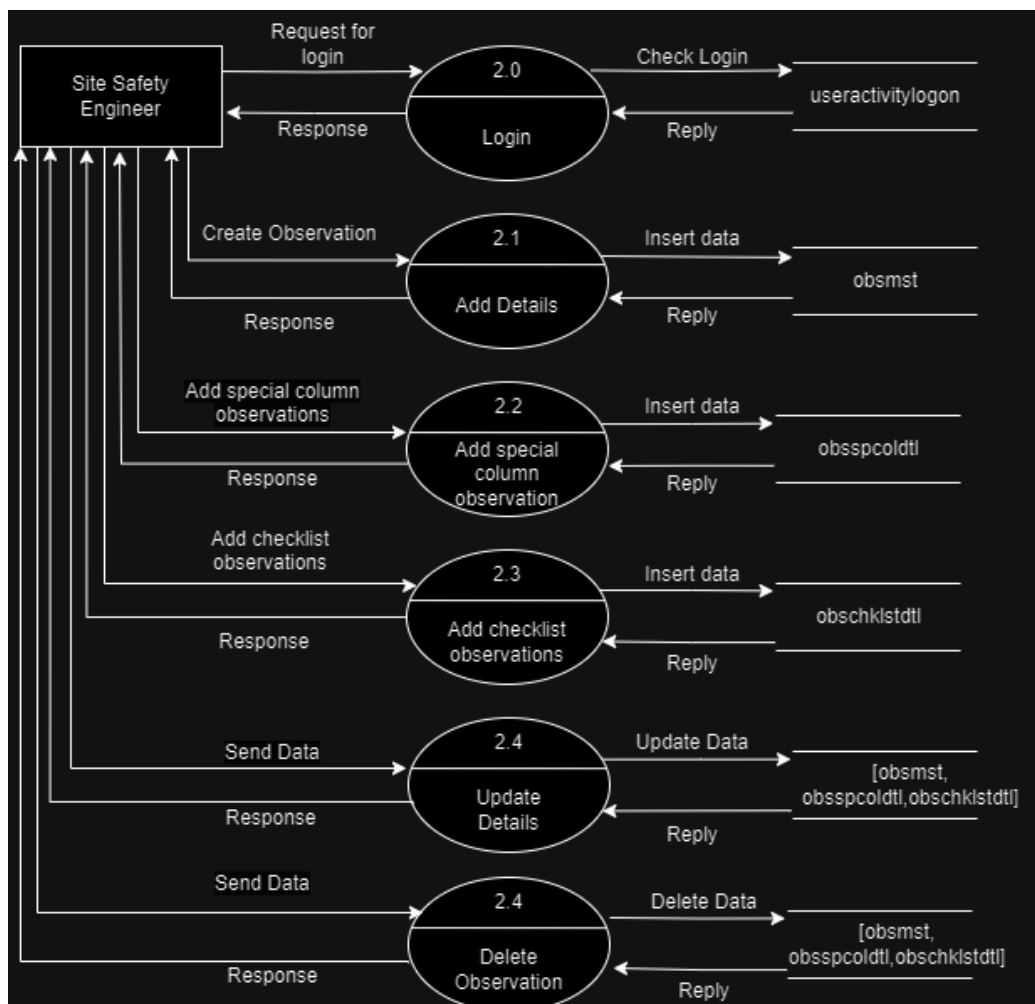 Request for
login
2.0
Check Login
Site Safety
Engineer
useractivitylogon
Response
Login
Reply
Create Observation
2.1
Insert data
obsmst
Add Details
Response
Reply
Add special column
observations
2.2
Insert data
Add special
column
observation
obsspcoldtl
Response
Reply
Add checklist
observations
2.3
Insert data
obschklstdtl
Add checklist
observations
Response
Reply
Send Data
2.4
Update Data
[obsmst,
obsspcoldtl,obschklstdtl]
Update
Details
Response
Reply
Send Data
2.4
Delete Data
[obsmst,
obsspcoldtl,obschklstdtl]
Delete
Observation
Response
Reply